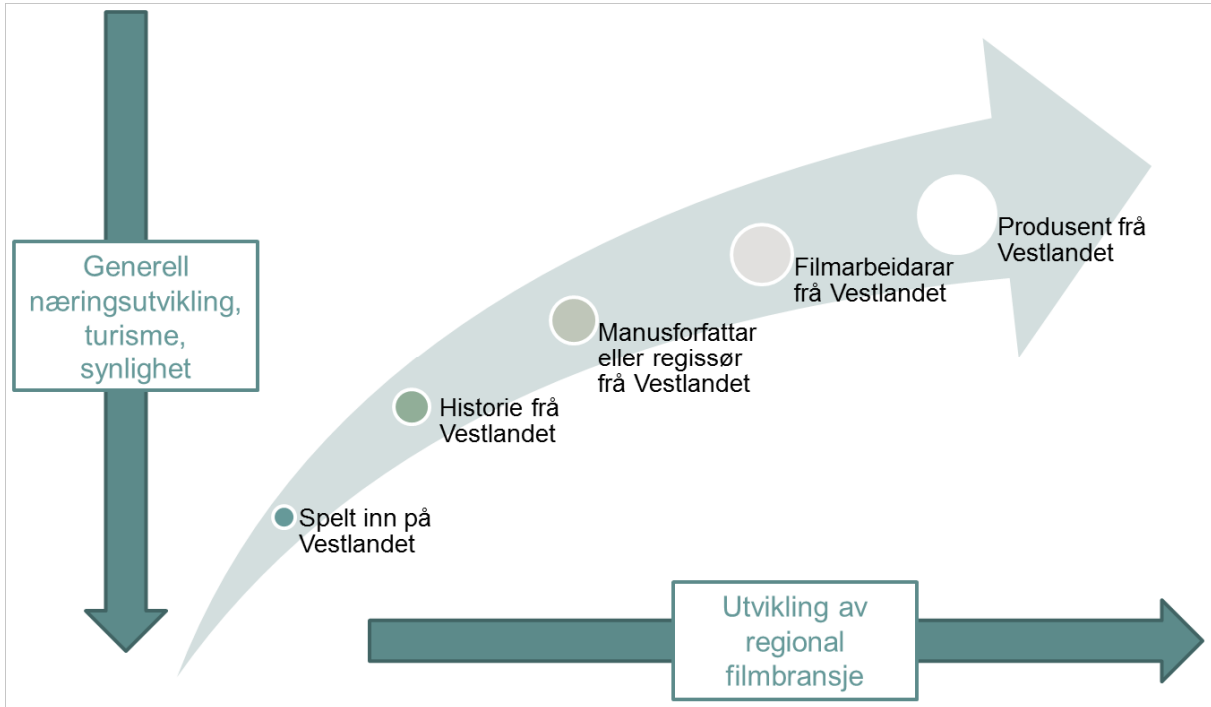 Generell
næringsutvikling,
turisme,
synlighet
Spelt inn på
Vestlandet
Historie frå
Vestlandet
Manusforfattar
eller regissør
frå Vestlandet
Filmarbeidarar
frå Vestlandet
Produsent frå
Vestlandet
Utvikling av
regional
filmbransje